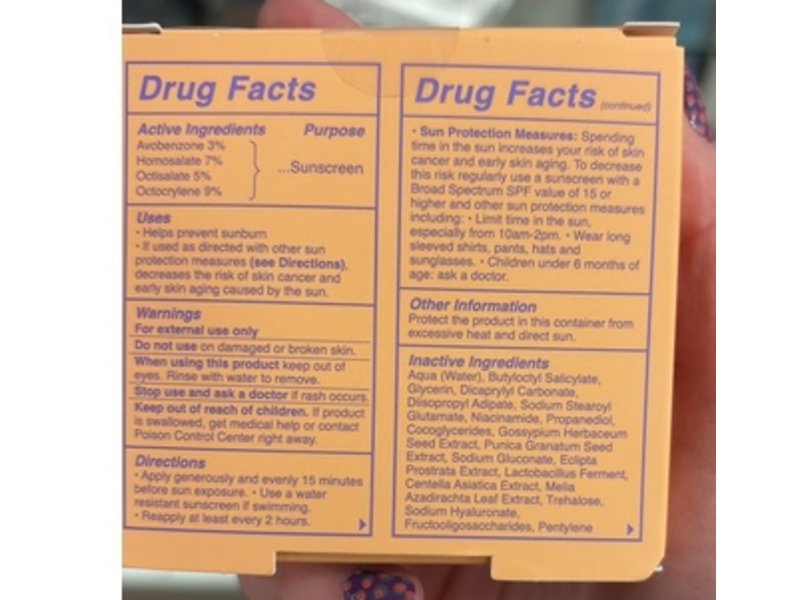 Drug Facts
Active Ingredients Purpose
Avobenzone 3%
Homosalate 7%
Octisalate 5%
Octocrylene 9%
...Sunscreen
Uses
• Helps prevent sunburn
• If used as directed with other sun
protection measures (see Directions),
decreases the risk of skin cancer and
early skin aging caused by the sun.
Warnings
For external use only
Do not use on damaged or broken skin.
When using this product keep out of
eyes. Rinse with water to remove.
Stop use and ask a doctor if rash occurs.
Keep out of reach of children. If product
is swallowed, get medical help or contact
Poison Control Center right away.
Directions
• Apply generously and evenly 15 minutes
before sun exposure. • Use a water
resistant sunscreen if swimming.
• Reapply at least every 2 hours.
Drug Facts (continued)
• Sun Protection Measures: Spending
time in the sun increases your risk of skin
cancer and early skin aging. To decrease
this risk regularly use a sunscreen with a
Broad Spectrum SPF value of 15 or
higher and other sun protection measures
including: • Limit time in the sun,
especially from 10am-2pm. • Wear long
sleeved shirts, pants, hats and
sunglasses. • Children under 6 months of
age: ask a doctor.
Other Information
Protect the product in this container from
excessive heat and direct sun.
Inactive Ingredients
Aqua (Water), Butyloctyl Salicylate,
Glycerin, Dicaprylyl Carbonate,
Diisopropyl Adipate, Sodium Stearoyl
Glutamate, Niacinamide, Propanediol,
Cocoglycerides, Gossypium Herbaceum
Seed Extract, Punica Granatum Seed
Extract, Sodium Gluconate, Eclipta
Prostrata Extract, Lactobacillus Ferment,
Centella Asiatica Extract, Melia
Azadirachta Leaf Extract, Trehalose,
Sodium Hyaluronate,
Fructooligosaccharides, Pentylene